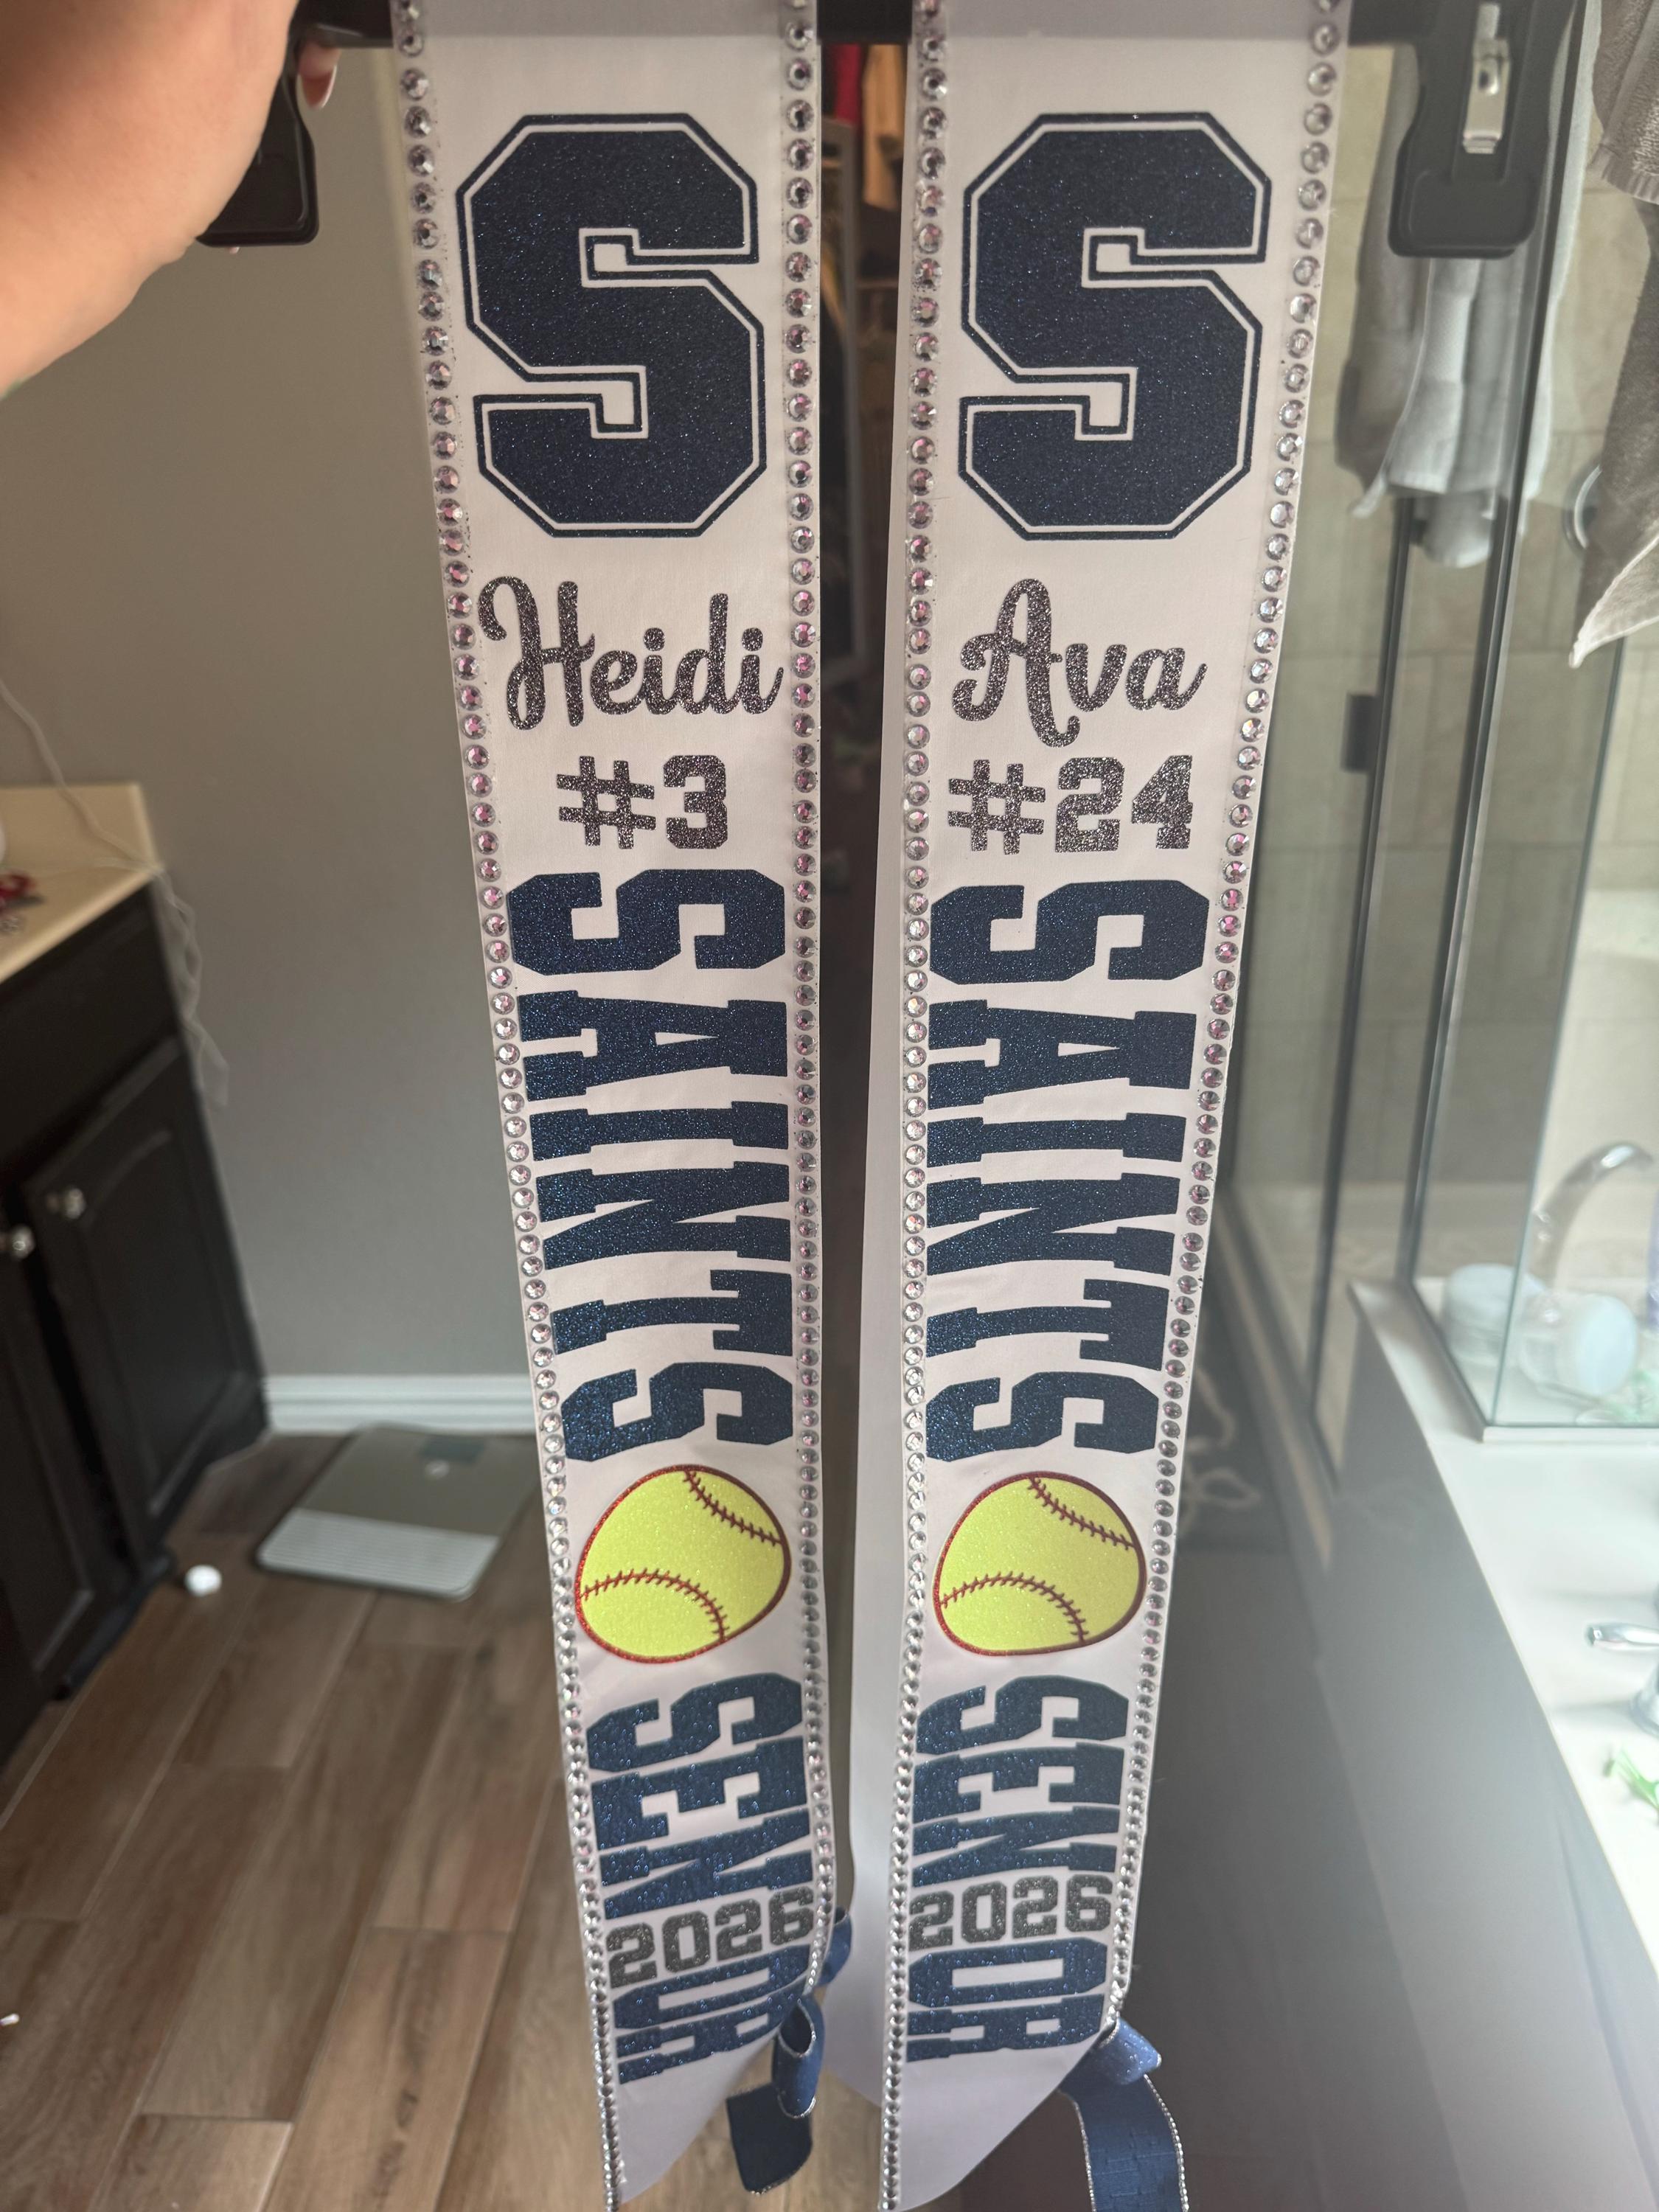 S
Heidi
#3
SAINTS
SENIOR
2026
S
Ava
#24
SAINTS
SENIOR
2026